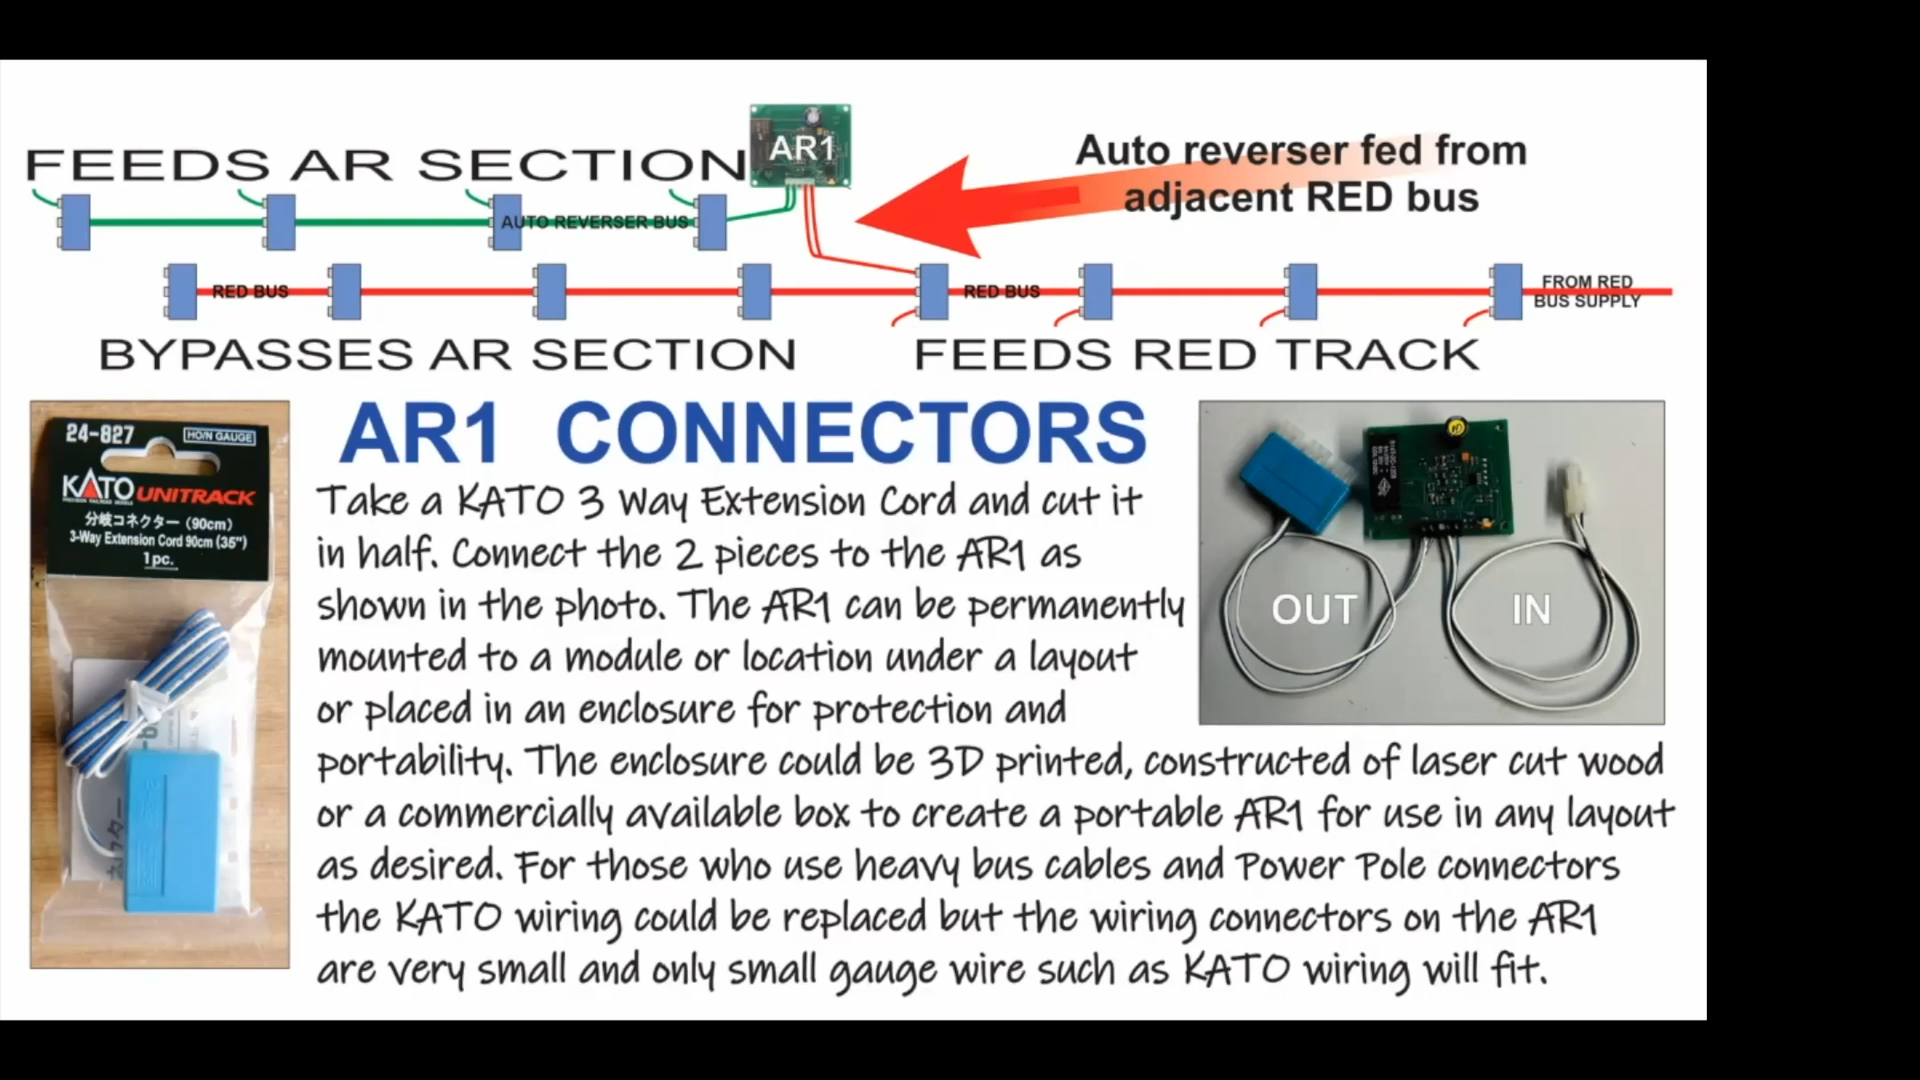 FEEDS AR SECTION
AR1
Auto reverser fed from
adjacent RED bus
AUTO REVERSER BUS
RED BUS
RED BUS
FROM RED
BUS SUPPLY
BYPASSES AR SECTION
FEEDS RED TRACK
24-827
HO/N GAUGE
KATO UNITRACK
PRECISION RAILROAD MODELS
分岐コネクター (90cm)
3-Way Extension Cord 90cm (35")
1pc.
AR1 CONNECTORS
Take a KATO 3 Way Extension Cord and cut it
in half. Connect the 2 pieces to the AR1 as
shown in the photo. The AR1 can be permanently
mounted to a module or location under a layout
or placed in an enclosure for protection and
portability. The enclosure could be 3D printed, constructed of laser cut wood
or a commercially available box to create a portable AR1 for use in any layout
as desired. For those who use heavy bus cables and Power Pole connectors
the KATO wiring could be replaced but the wiring connectors on the AR1
are very small and only small gauge wire such as KATO wiring will fit.
OUT
IN